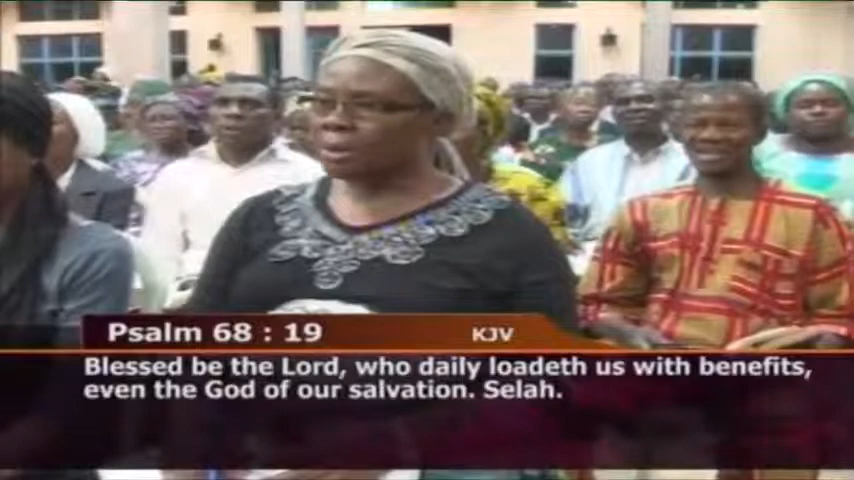 Psalm 68 : 19 KJV
Blessed be the Lord, who daily loadeth us with benefits,
even the God of our salvation. Selah.